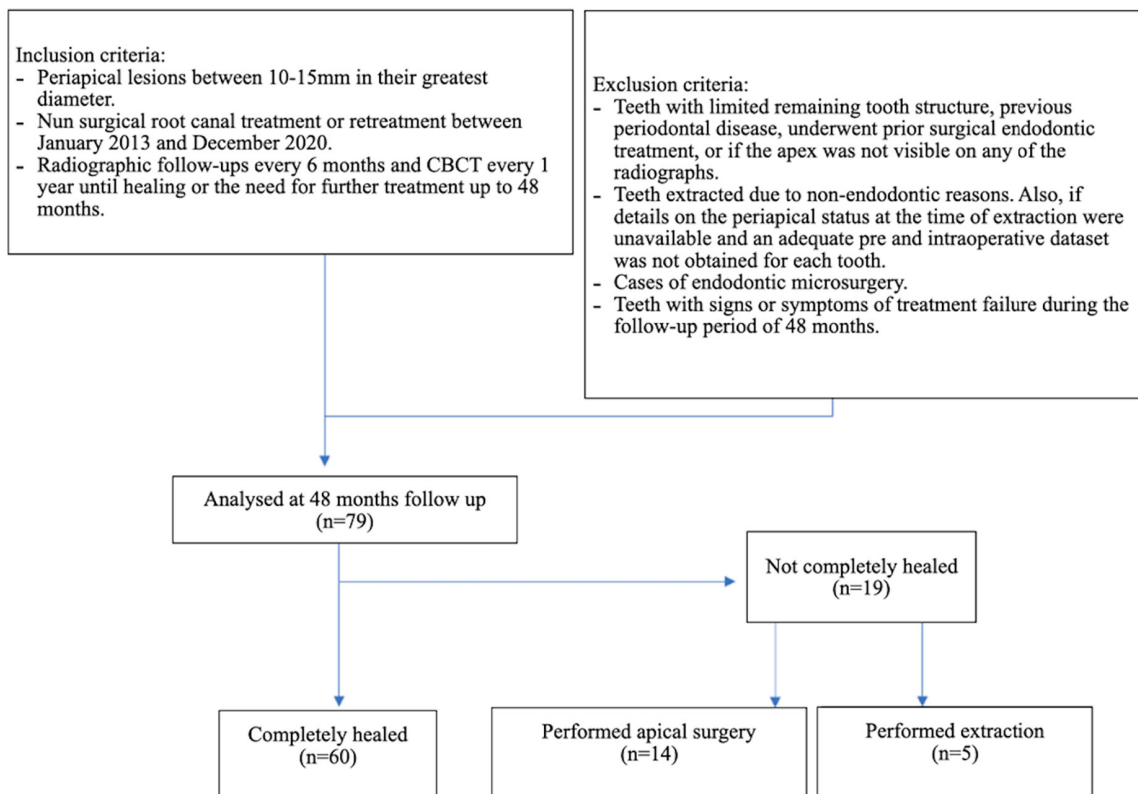 Inclusion criteria:
- Periapical lesions between 10-15mm in their greatest
diameter.
- Nun surgical root canal treatment or retreatment between
January 2013 and December 2020.
- Radiographic follow-ups every 6 months and CBCT every 1
year until healing or the need for further treatment up to 48
months.
Exclusion criteria:
- Teeth with limited remaining tooth structure, previous
periodontal disease, underwent prior surgical endodontic
treatment, or if the apex was not visible on any of the
radiographs.
- Teeth extracted due to non-endodontic reasons. Also, if
details on the periapical status at the time of extraction were
unavailable and an adequate pre and intraoperative dataset
was not obtained for each tooth.
- Cases of endodontic microsurgery.
- Teeth with signs or symptoms of treatment failure during the
follow-up period of 48 months.
Analysed at 48 months follow up
(n=79)
Not completely healed
(n=19)
Completely healed
(n=60)
Performed apical surgery
(n=14)
Performed extraction
(n=5)